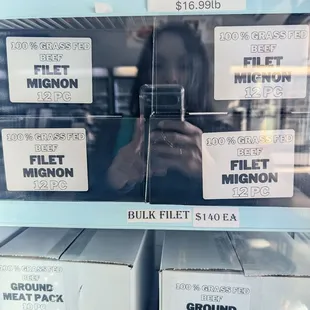 $16.99lb
100 % GRASS FED
BEEF
FILET
MIGNON
12 PC
100 % GRASS FED
BEEF
FILET
MIGNON
12 PC
100 % GRASS FED
BEEF
FILET
MIGNON
12 PC
100 % GRASS FED
BEEF
FILET
MIGNON
12 PC
BULK FILET $140 EA
100 % GRASS FED
BEEF
GROUND
MEAT PACK
100 % GRASS FED
BEEF
GROUND